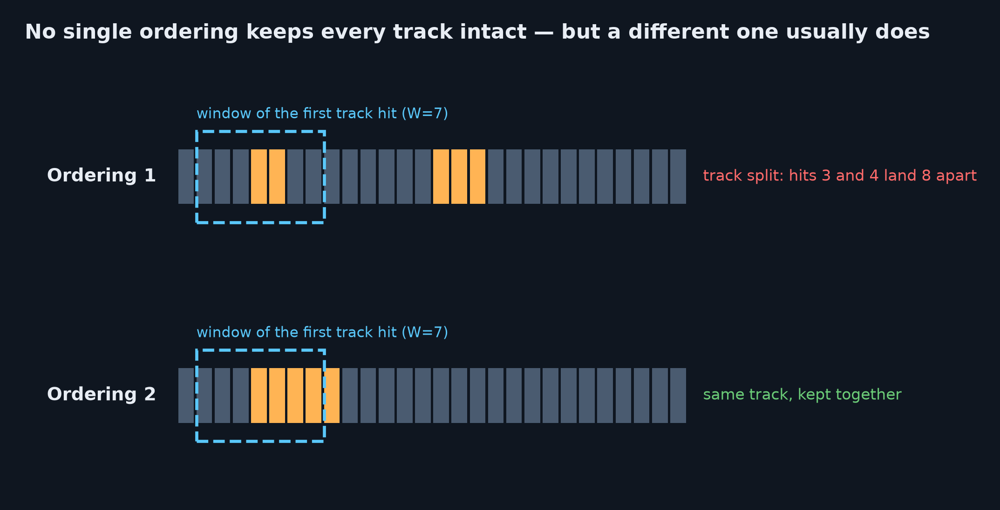 No single ordering keeps every track intact — but a different one usually does
window of the first track hit (W=7)
Ordering 1
track split: hits 3 and 4 land 8 apart
window of the first track hit (W=7)
Ordering 2
same track, kept together